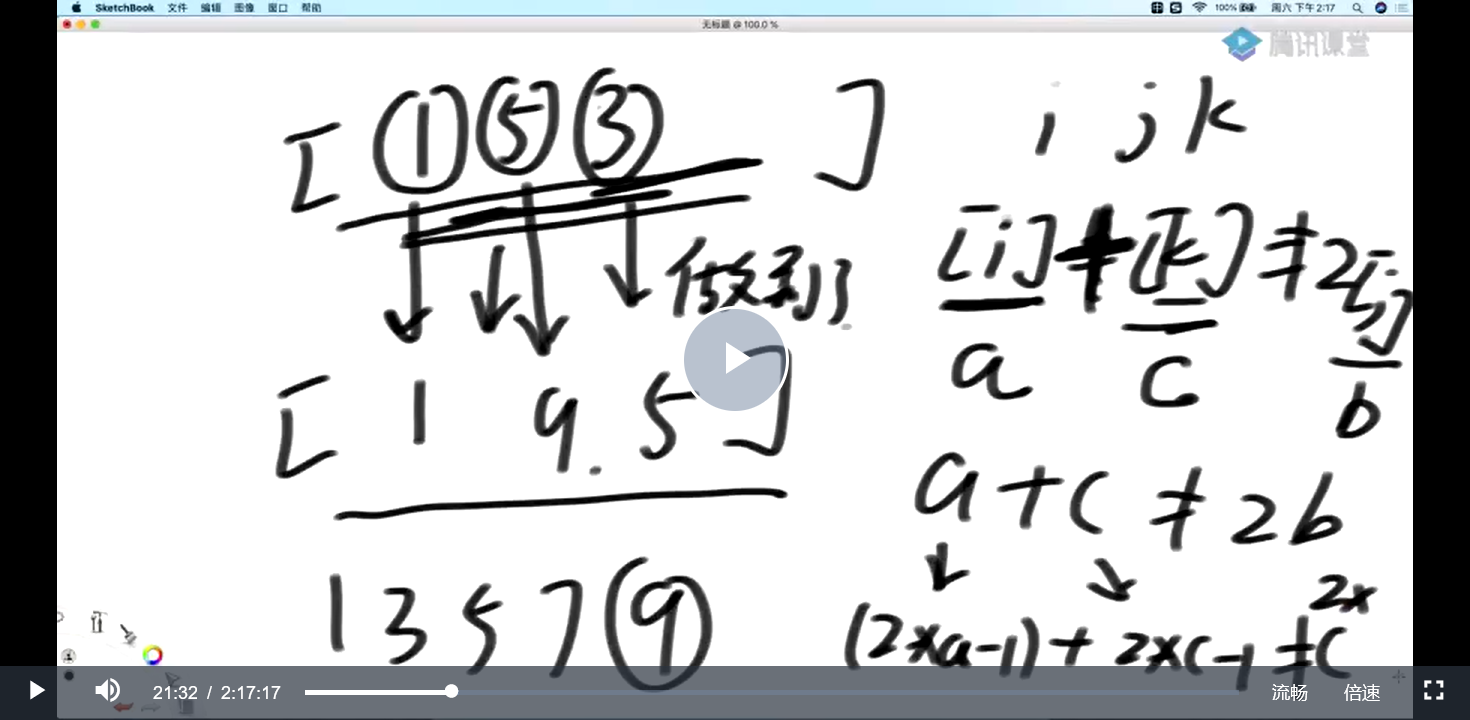 SketchBook 文件 编辑 图像 窗口 帮助 100% 周六 下午2:17
无标题 @ 100.0 %
腾讯课堂
[ 1 5 3 ] i j k
[i] + [k] ≠ 2[j]
做到了
a c b
[ 1 9. 5 ]
a + c ≠ 2b
1 3 5 7 9
(2×a-1) + 2×c-1 ≠ 2×
21:32 / 2:17:17 流畅 倍速